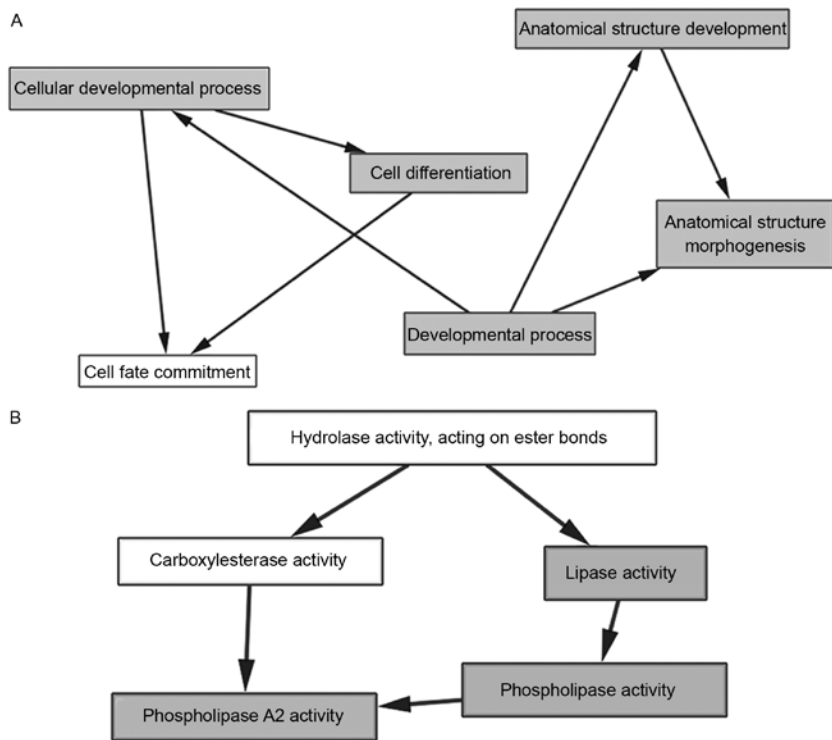 A
Anatomical structure development
Cellular developmental process
Cell differentiation
Anatomical structure
morphogenesis
Developmental process
Cell fate commitment
B
Hydrolase activity, acting on ester bonds
Carboxylesterase activity
Lipase activity
Phospholipase activity
Phospholipase A2 activity